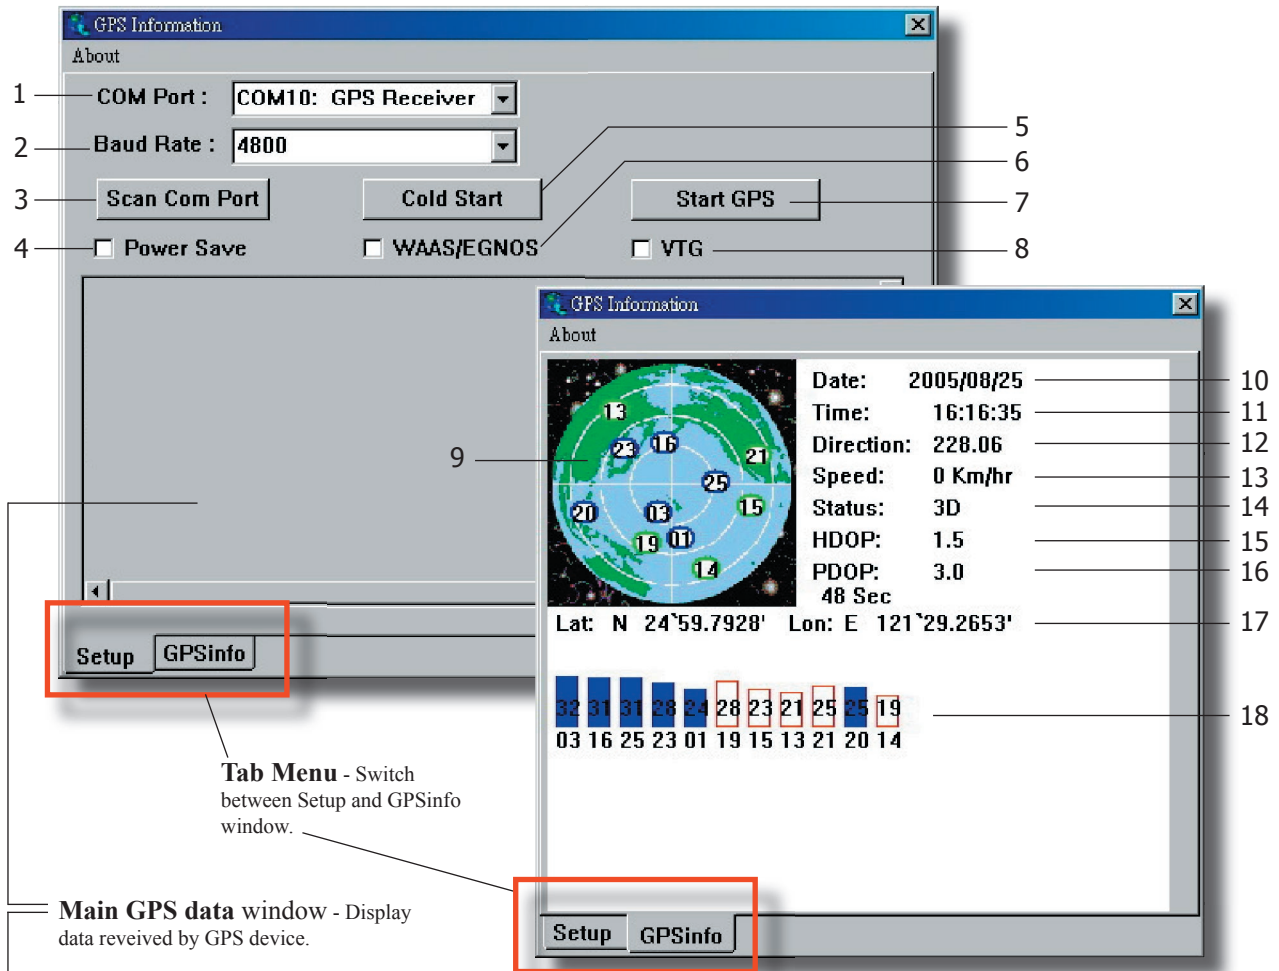 GPS Information
About
1 COM Port : COM10: GPS Receiver
2 Baud Rate : 4800
3 Scan Com Port
Cold Start 5
Start GPS 7
4 Power Save
WAAS/EGNOS 6
VTG 8
Setup GPSinfo
GPS Information
About
9
13
23 16
21
25
20 03 15
19 01
14
Date: 2005/08/25 10
Time: 16:16:35 11
Direction: 228.06 12
Speed: 0 Km/hr 13
Status: 3D 14
HDOP: 1.5 15
PDOP: 3.0 16
48 Sec
Lat: N 24`59.7928' Lon: E 121`29.2653' 17
32 31 31 28 24 28 23 21 25 25 19 18
03 16 25 23 01 19 15 13 21 20 14
Setup GPSinfo
Tab Menu - Switch
between Setup and GPSinfo
window.
Main GPS data window - Display
data reveived by GPS device.